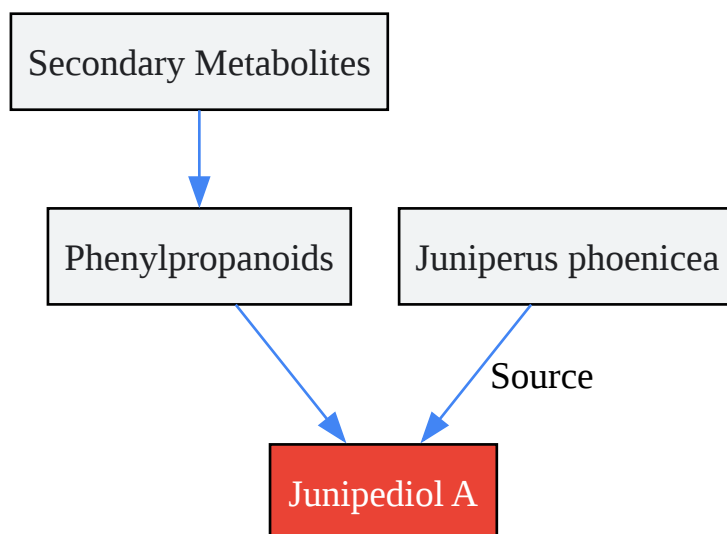 Secondary Metabolites
Phenylpropanoids
Juniperus phoenicea
Source
Junipediol A